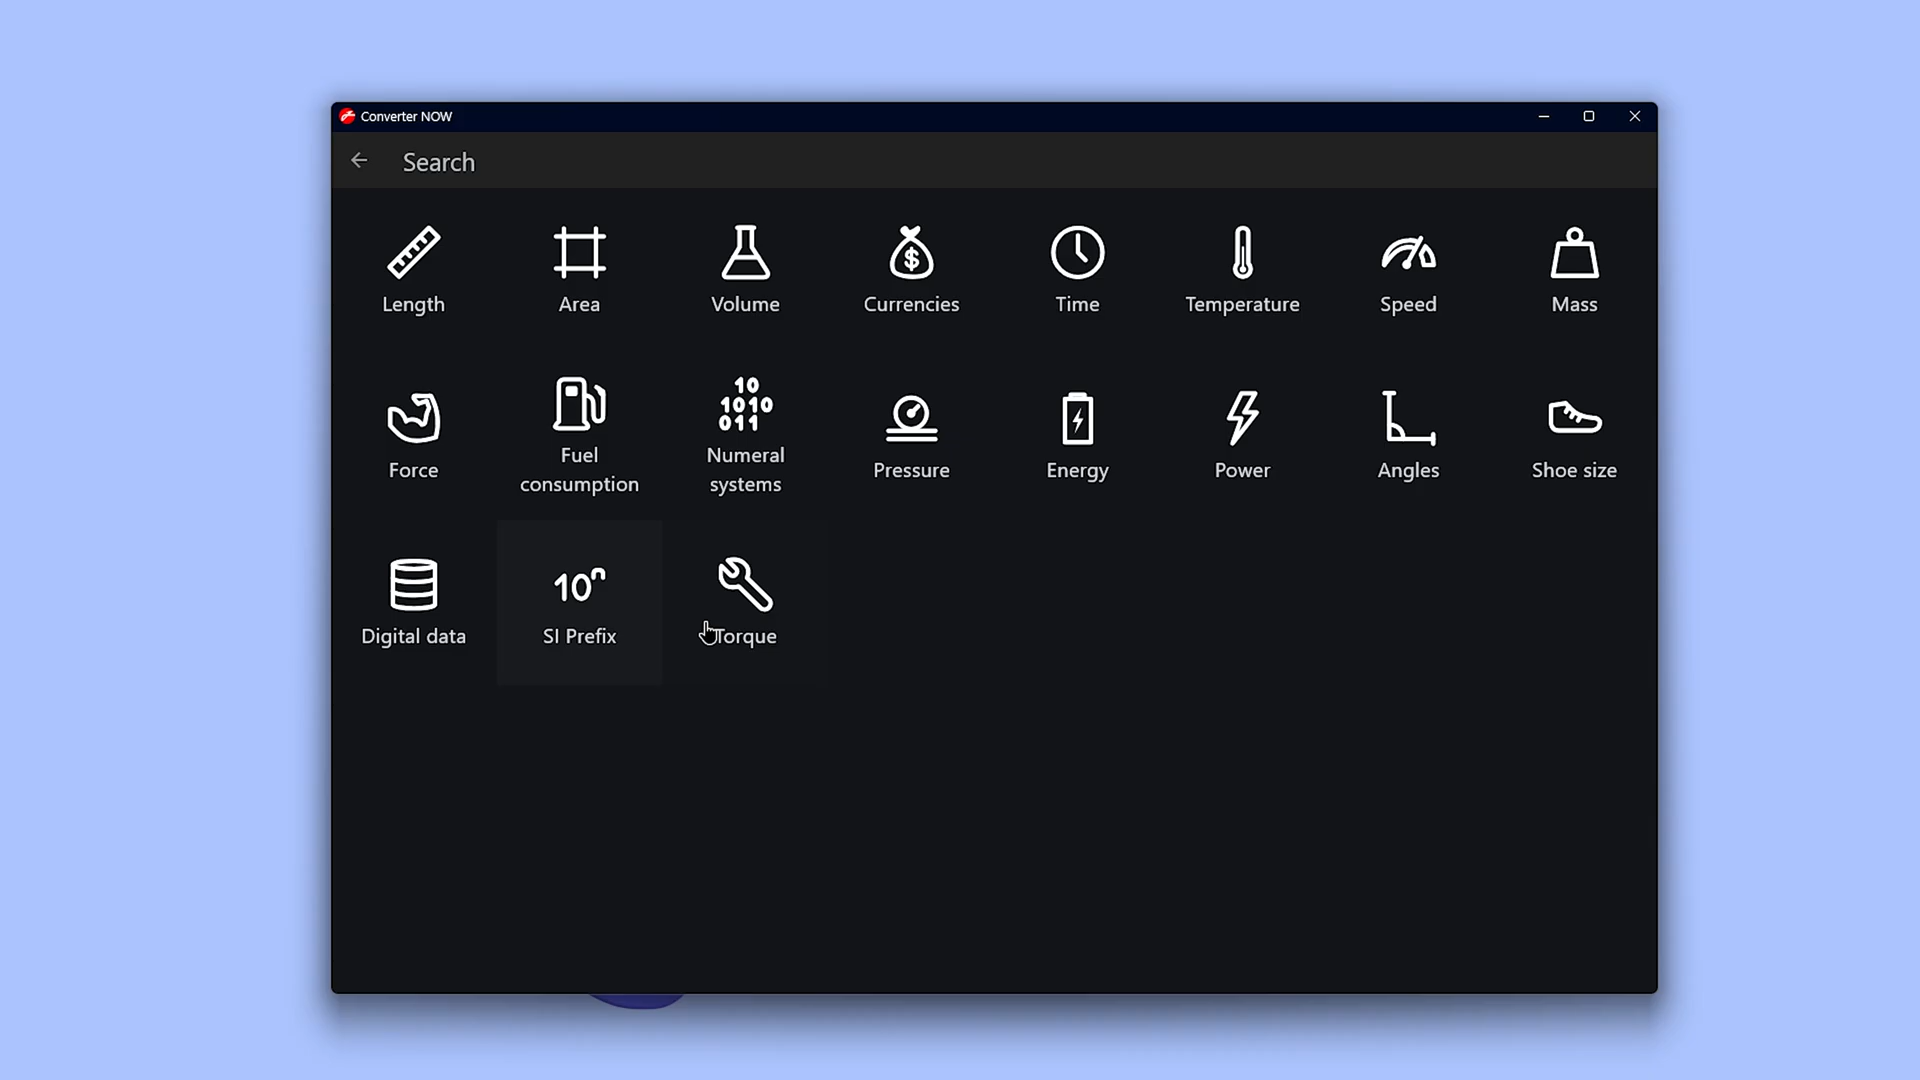 Converter NOW
Search
Length
Area
Volume
Currencies
Time
Temperature
Speed
Mass
Force
Fuel
consumption
10
1010
011
Numeral
systems
Pressure
Energy
Power
Angles
Shoe size
Digital data
10ⁿ
SI Prefix
Torque